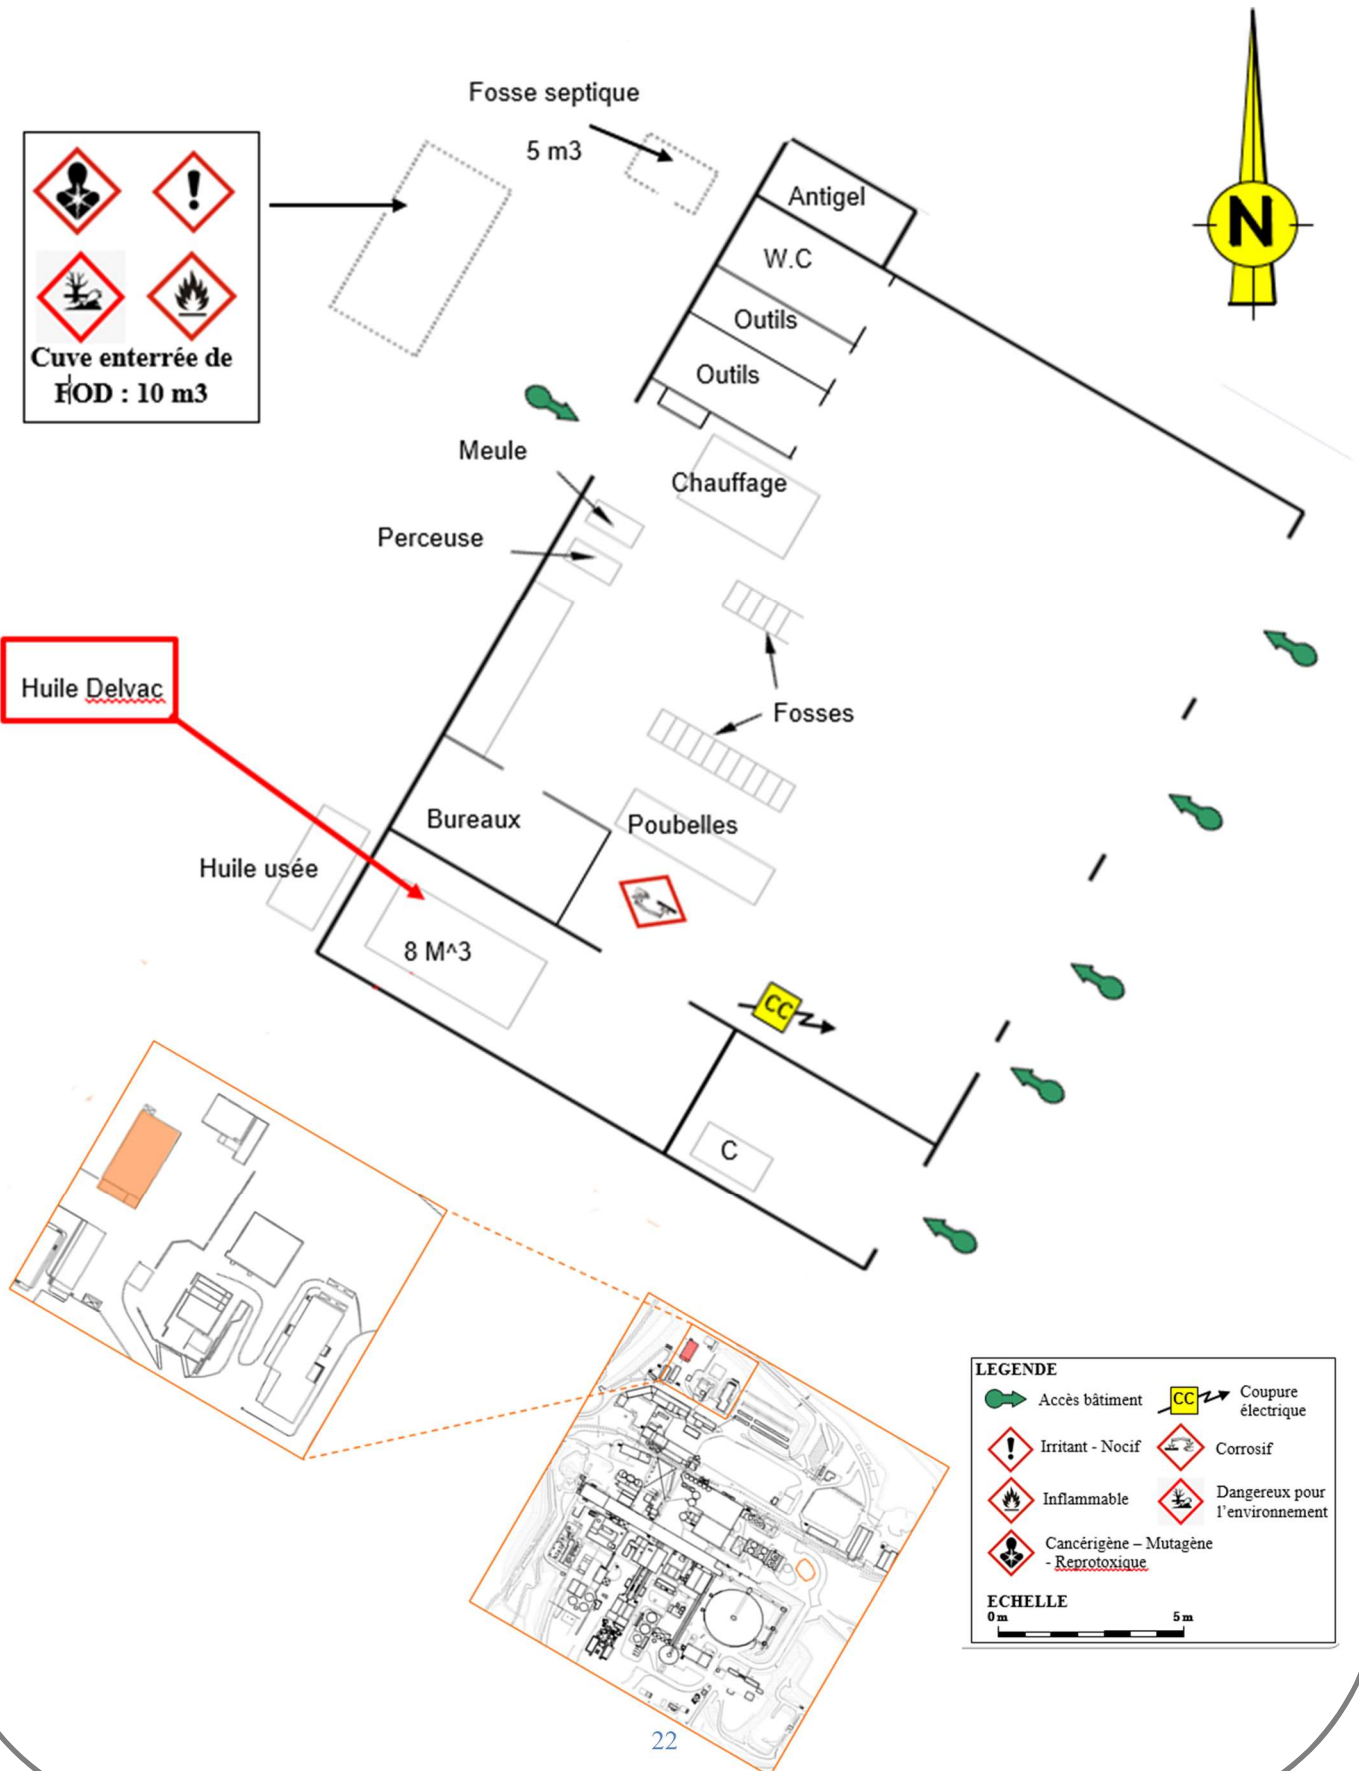 Fosse septique
5 m3
Antigel
N
W.C
Outils
Outils
Cuve enterrée de
FOD : 10 m3
Meule
Chauffage
Perceuse
Huile Delvac
Fosses
Bureaux
Poubelles
Huile usée
8 M^3
CC
C
LEGENDE
Accès bâtiment
CC
Coupure
électrique
Irritant - Nocif
Corrosif
Inflammable
Dangereux pour
l'environnement
Cancérigène – Mutagène
- Reprotoxique
ECHELLE
0 m
5 m
22